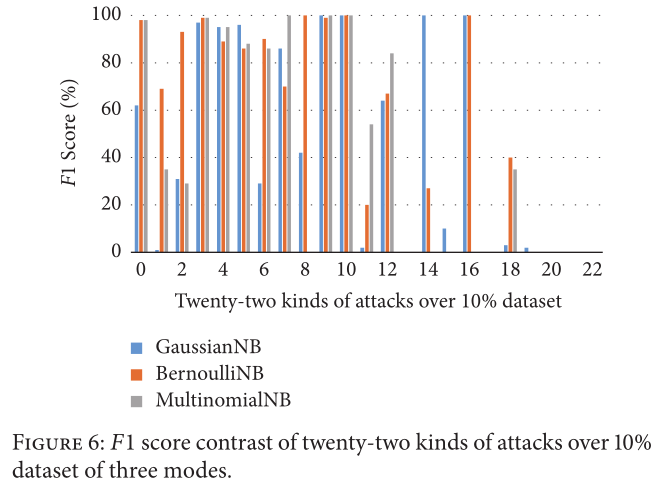 100
80
60
40
20
0
F1 Score (%)
0 2 4 6 8 10 12 14 16 18 20 22
Twenty-two kinds of attacks over 10% dataset
GaussianNB
BernoulliNB
MultinomialNB
FIGURE 6: F1 score contrast of twenty-two kinds of attacks over 10%
dataset of three modes.